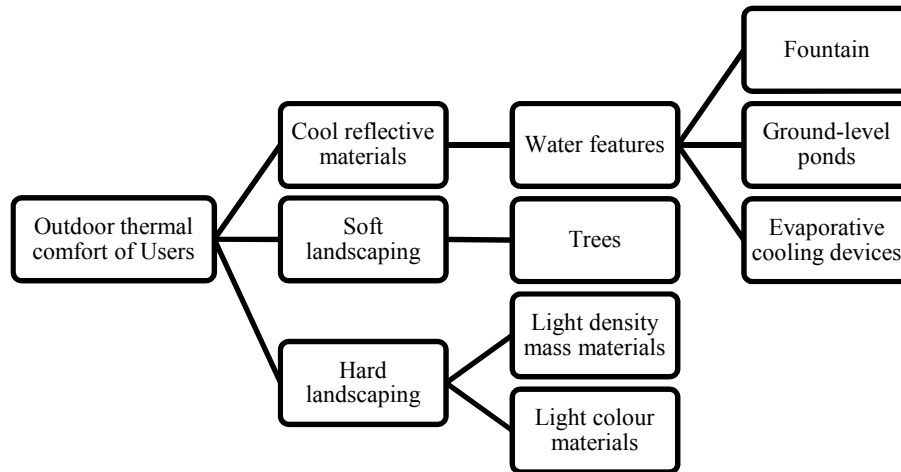 Outdoor thermal
comfort of Users
Cool reflective
materials
Water features
Fountain
Ground-level
ponds
Evaporative
cooling devices
Soft
landscaping
Trees
Hard
landscaping
Light density
mass materials
Light colour
materials